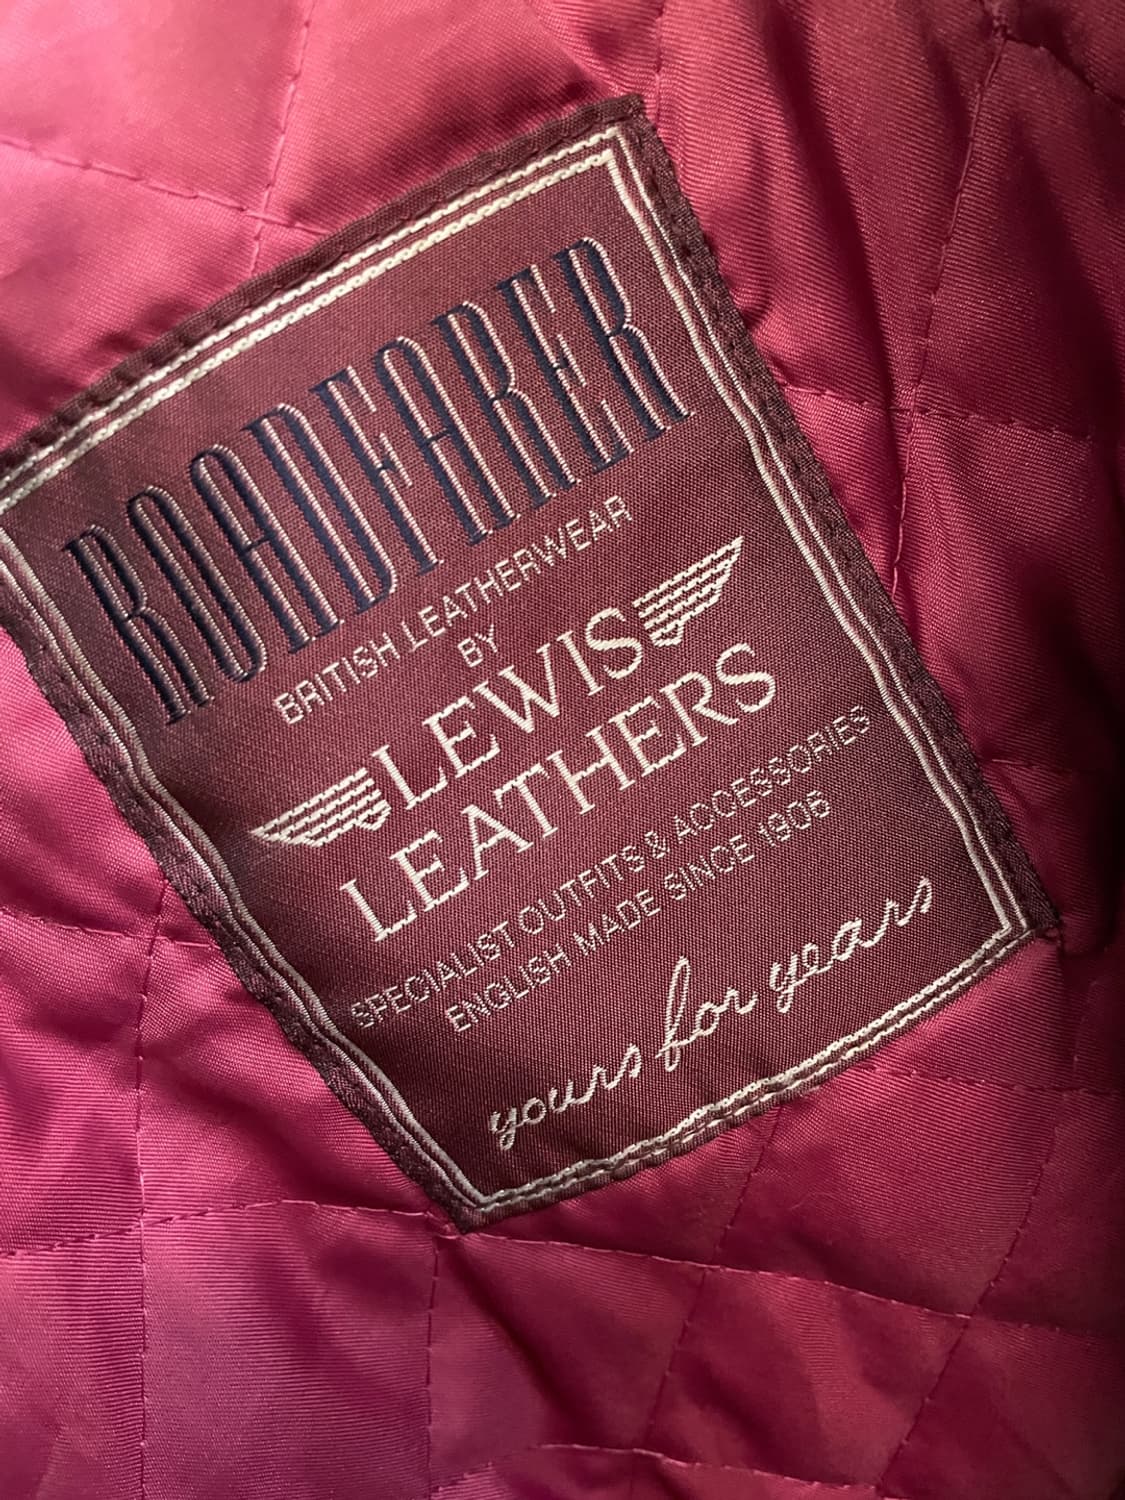 ROADFARER
BRITISH LEATHERWEAR
BY
LEWIS
LEATHERS
SPECIALIST OUTFITS & ACCESSORIES
ENGLISH MADE SINCE 1906
yours for years